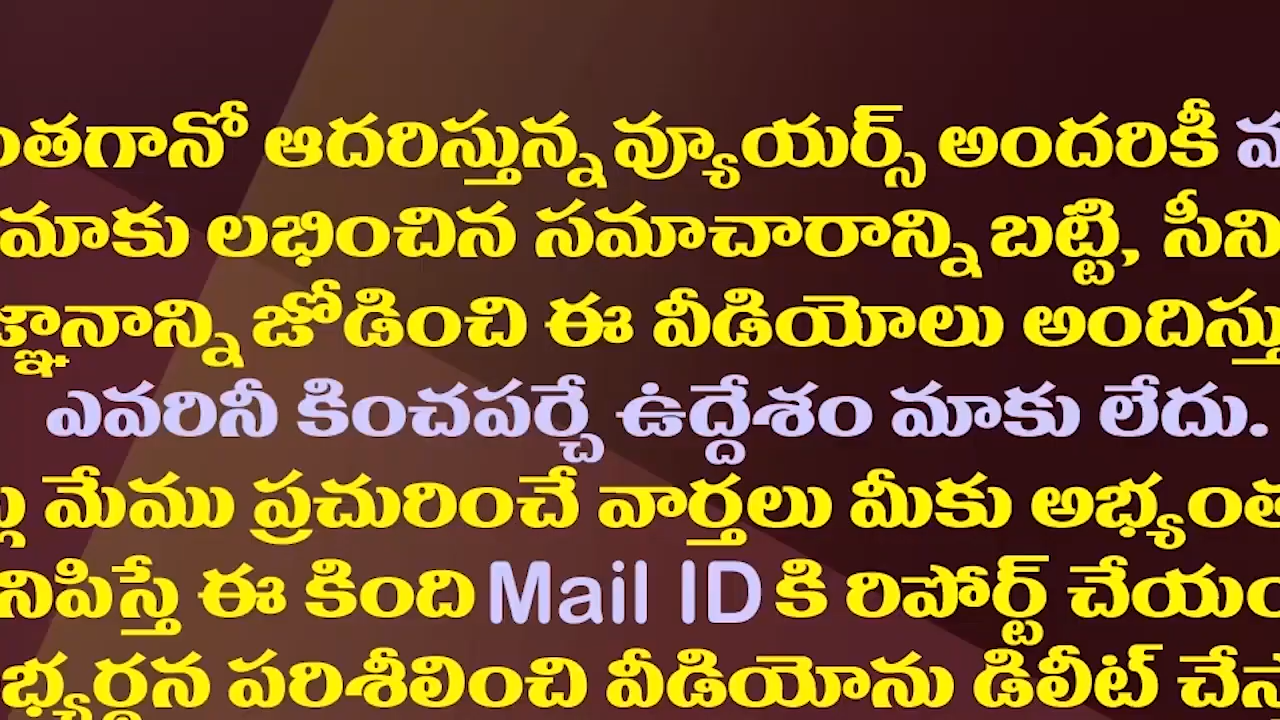 ంతగానో ఆదరిస్తున్న వ్యూయర్స్ అందరికీ
మాకు లభించిన సమాచారాన్ని బట్టి, సీని
జ్ఞానాన్ని జోడించి ఈ వీడియోలు అందిస్తు
ఎవరినీ కించపర్చే ఉద్దేశం మాకు లేదు.
మేము ప్రచురించే వార్తలు మీకు అభ్యంత
నిపిస్తే ఈ కింది Mail ID కి రిపోర్ట్ చేయం
భ్యర్థన పరిశీలించి వీడియోను డిలీట్ చేస